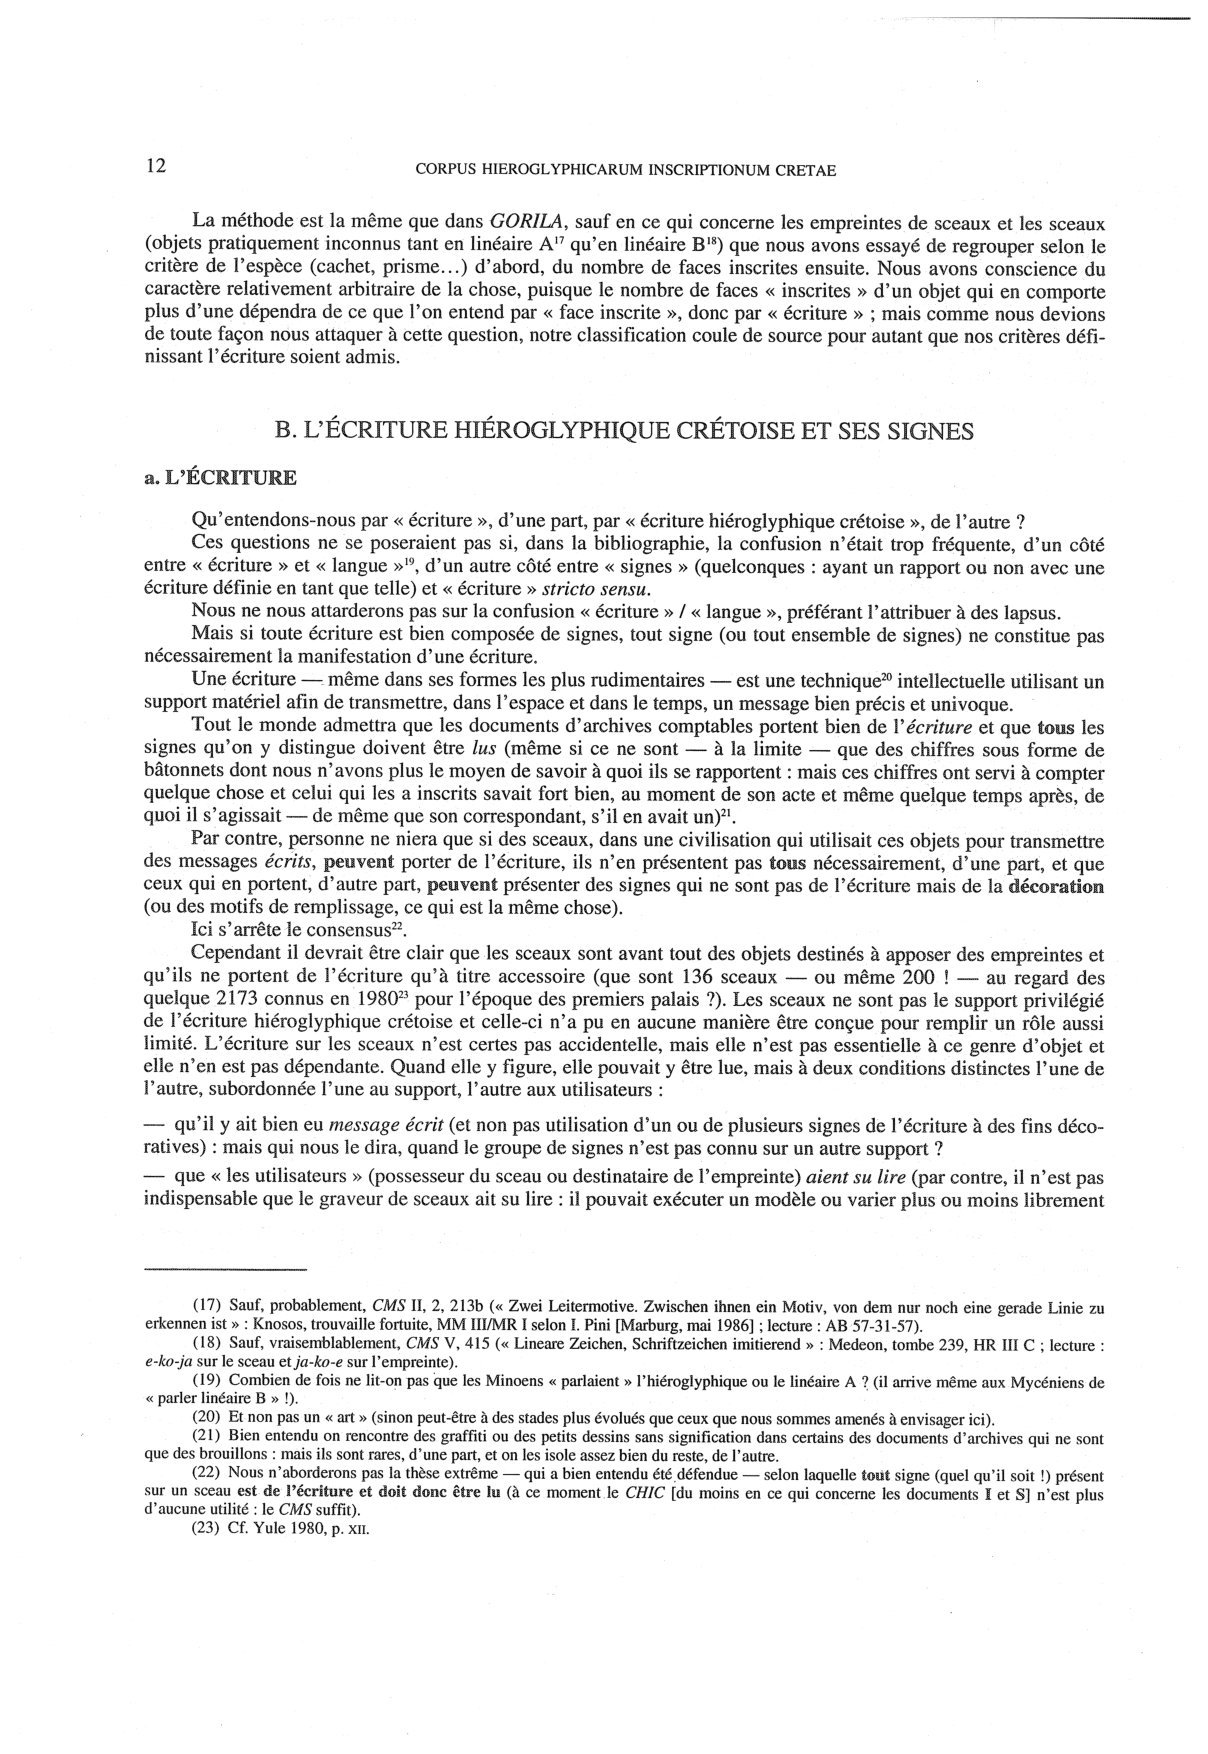 12
CORPUS HIEROGLYPHICARUM INSCRIPTIONUM CRETAE
La méthode est la même que dans GORILA, sauf en ce qui concerne les empreintes de sceaux et les sceaux
(objets pratiquement inconnus tant en linéaire A¹⁷ qu'en linéaire B¹⁸) que nous avons essayé de regrouper selon le
critère de l'espèce (cachet, prisme...) d'abord, du nombre de faces inscrites ensuite. Nous avons conscience du
caractère relativement arbitraire de la chose, puisque le nombre de faces « inscrites » d'un objet qui en comporte
plus d'une dépendra de ce que l'on entend par « face inscrite », donc par « écriture » ; mais comme nous devions
de toute façon nous attaquer à cette question, notre classification coule de source pour autant que nos critères défi-
nissant l'écriture soient admis.
B. L'ÉCRITURE HIÉROGLYPHIQUE CRÉTOISE ET SES SIGNES
a. L'ÉCRITURE
Qu'entendons-nous par « écriture », d'une part, par « écriture hiéroglyphique crétoise », de l'autre ?
Ces questions ne se poseraient pas si, dans la bibliographie, la confusion n'était trop fréquente, d'un côté
entre « écriture » et « langue »¹⁹, d'un autre côté entre « signes » (quelconques : ayant un rapport ou non avec une
écriture définie en tant que telle) et « écriture » stricto sensu.
Nous ne nous attarderons pas sur la confusion « écriture » / « langue », préférant l'attribuer à des lapsus.
Mais si toute écriture est bien composée de signes, tout signe (ou tout ensemble de signes) ne constitue pas
nécessairement la manifestation d'une écriture.
Une écriture — même dans ses formes les plus rudimentaires — est une technique²⁰ intellectuelle utilisant un
support matériel afin de transmettre, dans l'espace et dans le temps, un message bien précis et univoque.
Tout le monde admettra que les documents d'archives comptables portent bien de l'écriture et que tous les
signes qu'on y distingue doivent être lus (même si ce ne sont — à la limite — que des chiffres sous forme de
bâtonnets dont nous n'avons plus le moyen de savoir à quoi ils se rapportent : mais ces chiffres ont servi à compter
quelque chose et celui qui les a inscrits savait fort bien, au moment de son acte et même quelque temps après, de
quoi il s'agissait — de même que son correspondant, s'il en avait un)²¹.
Par contre, personne ne niera que si des sceaux, dans une civilisation qui utilisait ces objets pour transmettre
des messages écrits, peuvent porter de l'écriture, ils n'en présentent pas tous nécessairement, d'une part, et que
ceux qui en portent, d'autre part, peuvent présenter des signes qui ne sont pas de l'écriture mais de la décoration
(ou des motifs de remplissage, ce qui est la même chose).
Ici s'arrête le consensus²².
Cependant il devrait être clair que les sceaux sont avant tout des objets destinés à apposer des empreintes et
qu'ils ne portent de l'écriture qu'à titre accessoire (que sont 136 sceaux — ou même 200 ! — au regard des
quelque 2173 connus en 1980²³ pour l'époque des premiers palais ?). Les sceaux ne sont pas le support privilégié
de l'écriture hiéroglyphique crétoise et celle-ci n'a pu en aucune manière être conçue pour remplir un rôle aussi
limité. L'écriture sur les sceaux n'est certes pas accidentelle, mais elle n'est pas essentielle à ce genre d'objet et
elle n'en est pas dépendante. Quand elle y figure, elle pouvait y être lue, mais à deux conditions distinctes l'une de
l'autre, subordonnée l'une au support, l'autre aux utilisateurs :
— qu'il y ait bien eu message écrit (et non pas utilisation d'un ou de plusieurs signes de l'écriture à des fins déco-
ratives) : mais qui nous le dira, quand le groupe de signes n'est pas connu sur un autre support ?
— que « les utilisateurs » (possesseur du sceau ou destinataire de l'empreinte) aient su lire (par contre, il n'est pas
indispensable que le graveur de sceaux ait su lire : il pouvait exécuter un modèle ou varier plus ou moins librement
(17) Sauf, probablement, CMS II, 2, 213b (« Zwei Leitermotive. Zwischen ihnen ein Motiv, von dem nur noch eine gerade Linie zu
erkennen ist » : Knosos, trouvaille fortuite, MM III/MR I selon I. Pini [Marburg, mai 1986] ; lecture : AB 57-31-57).
(18) Sauf, vraisemblablement, CMS V, 415 (« Lineare Zeichen, Schriftzeichen imitierend » : Medeon, tombe 239, HR III C ; lecture :
e-ko-ja sur le sceau et ja-ko-e sur l'empreinte).
(19) Combien de fois ne lit-on pas que les Minoens « parlaient » l'hiéroglyphique ou le linéaire A ? (il arrive même aux Mycéniens de
« parler linéaire B » !).
(20) Et non pas un « art » (sinon peut-être à des stades plus évolués que ceux que nous sommes amenés à envisager ici).
(21) Bien entendu on rencontre des graffiti ou des petits dessins sans signification dans certains des documents d'archives qui ne sont
que des brouillons : mais ils sont rares, d'une part, et on les isole assez bien du reste, de l'autre.
(22) Nous n'aborderons pas la thèse extrême — qui a bien entendu été défendue — selon laquelle tout signe (quel qu'il soit !) présent
sur un sceau est de l'écriture et doit donc être lu (à ce moment le CHIC [du moins en ce qui concerne les documents I et S] n'est plus
d'aucune utilité : le CMS suffit).
(23) Cf. Yule 1980, p. XII.